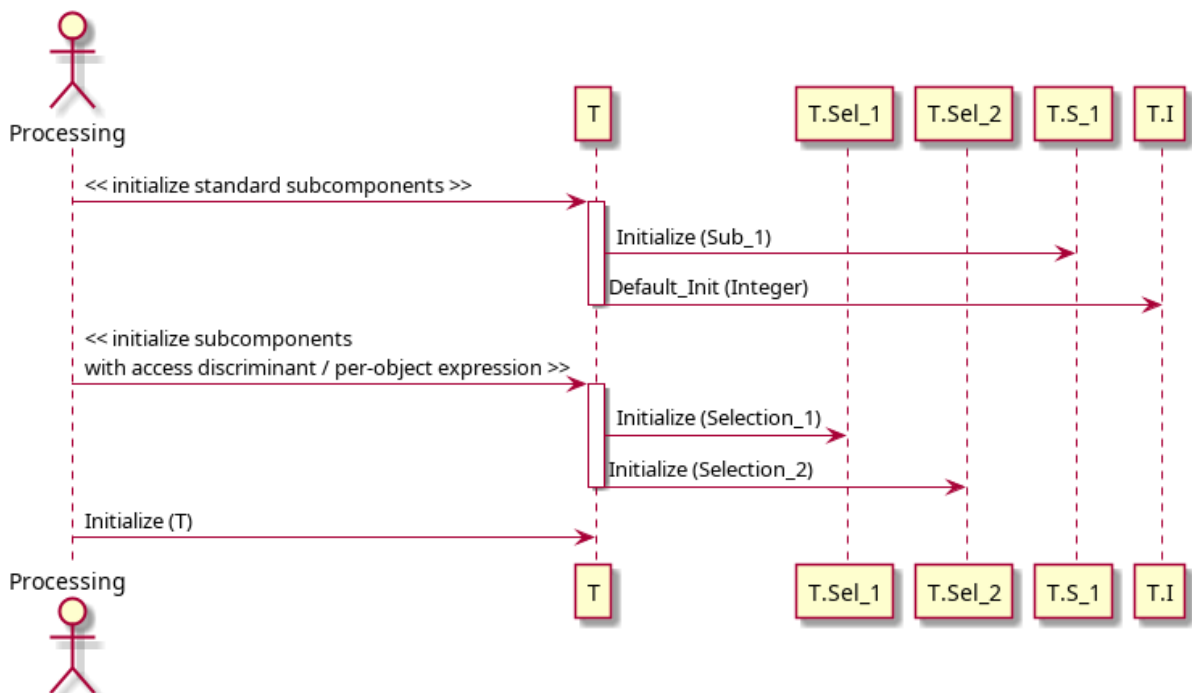 Processing
T
T.Sel_1
T.Sel_2
T.S_1
T.I
<< initialize standard subcomponents >>
Initialize (Sub_1)
Default_Init (Integer)
<< initialize subcomponents
with access discriminant / per-object expression >>
Initialize (Selection_1)
Initialize (Selection_2)
Initialize (T)
Processing
T
T.Sel_1
T.Sel_2
T.S_1
T.I